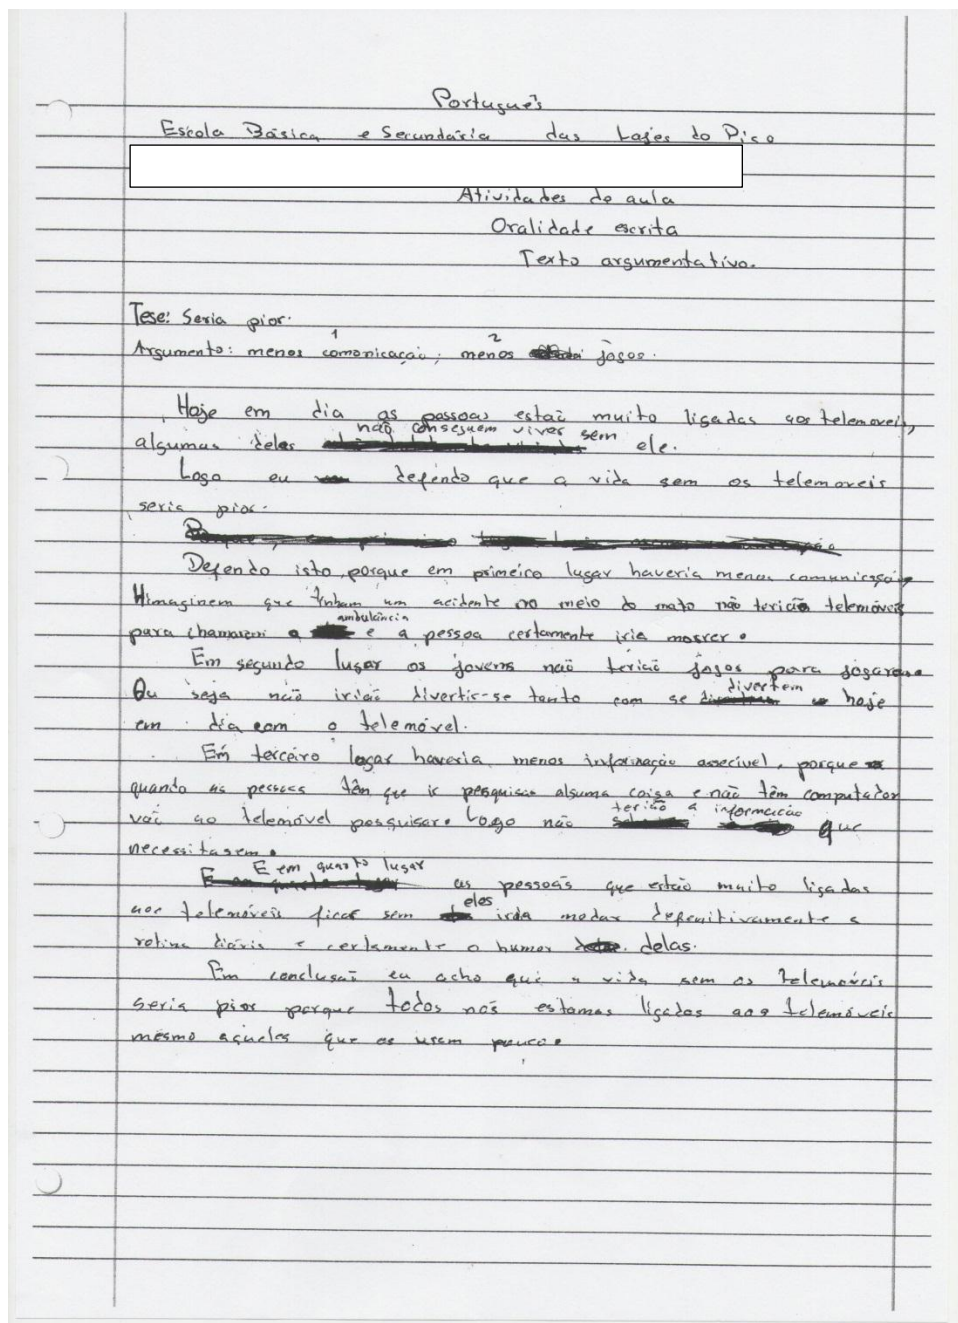 Português
Escola Básica e Secundária das Lajes do Pico
Atividades de aula
Oralidade escrita
Texto argumentativo.
Tese: Seria pior.
1 2
Argumento: menos comonicação; menos jogos.
Hoje em dia as pessoas estaõ muito ligadas aos telemoveis,
não conseguem viver sem
algumas deles ele.
Logo eu defendo que a vida sem os telemoveis
seria pior.
Defendo isto, porque em primeiro lugar haveria menos comunicação.
Himaginem que tinham um acidente no meio do mato não teriaõ telemóveis
ambulância
para chamarem a e a pessoa certamente iria morrer.
Em segundo lugar os jovens naõ teriaõ jogos para jogarem.
divertem
Ou seja naõ iriaõ divertir-se tanto com se hoje
em dia com o telemóvel.
Em terceiro logar haveria menos informação assecivel, porque
quando as pessoas têm que ir pesquisar alguma coisa e não têm computador
teriaõ a informação
vaõ ao telemóvel pesquisar. Logo não que
necessitasem.
E em quarto lugar
as pessoas que estaõ muito ligadas
eles
aos telemóveis ficar sem irda modar defenitivamente a
rotina diária e certamente o humor delas.
Em conclusaõ eu acho que a vida sem os telemóveis
seria pior porque todos nós estamos ligados aos telemóveis
mesmo aqueles que os usam pouco.